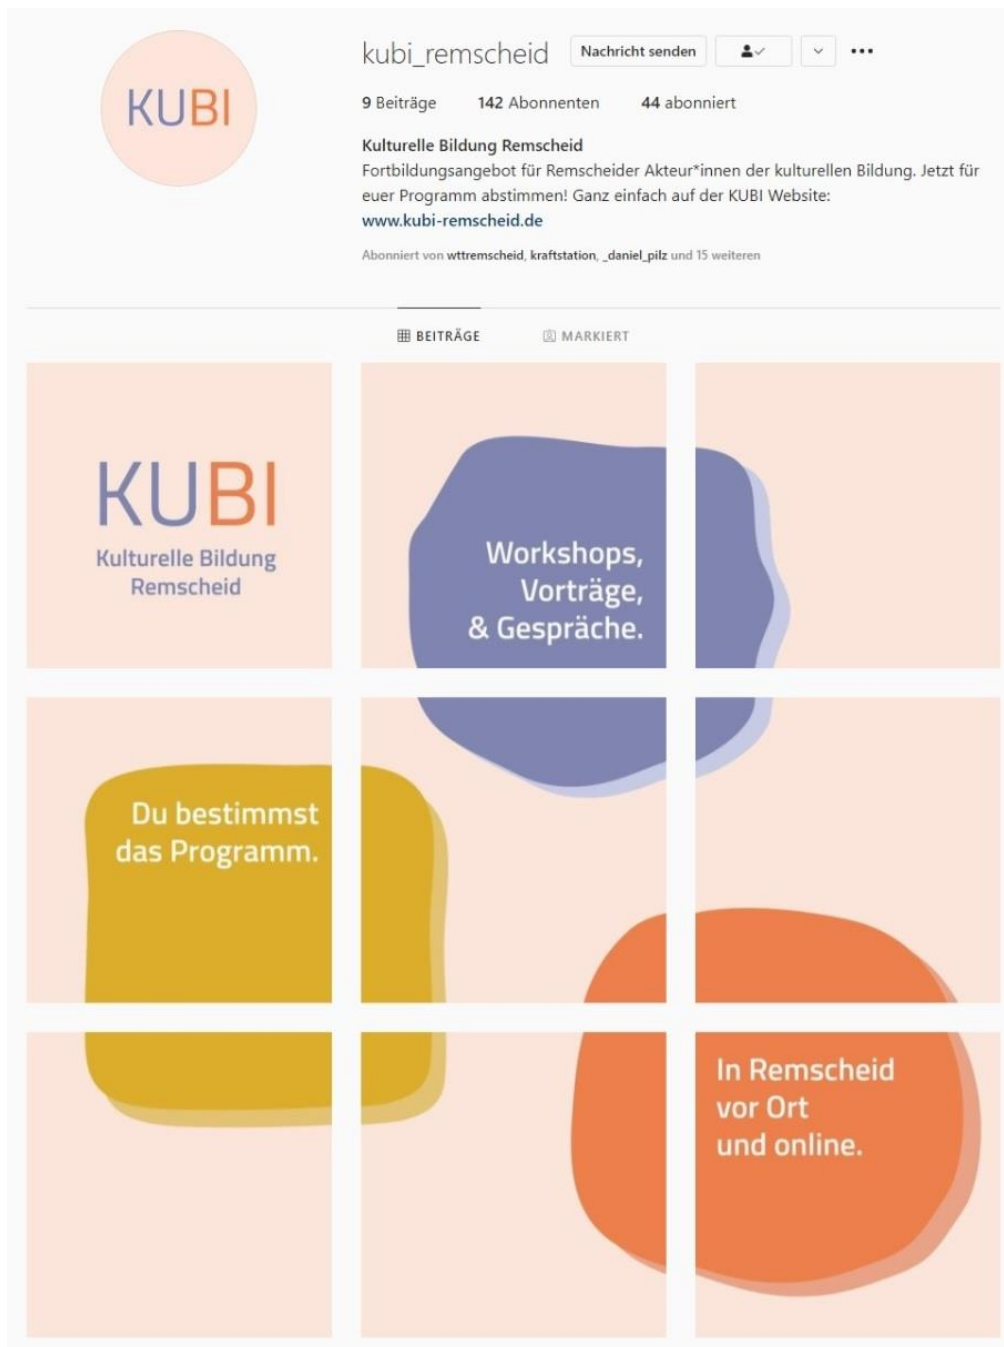 KUBI
kubi_remscheid
Nachricht senden
9 Beiträge
142 Abonnenten
44 abonniert
Kulturelle Bildung Remscheid
Fortbildungsangebot für Remscheider Akteur*innen der kulturellen Bildung. Jetzt für
euer Programm abstimmen! Ganz einfach auf der KUBI Website:
www.kubi-remscheid.de
Abonniert von wttremscheid, kraftstation, _daniel_pilz und 15 weiteren
BEITRÄGE
MARKIERT
KUBI
Kulturelle Bildung
Remscheid
Workshops,
Vorträge,
& Gespräche.
Du bestimmst
das Programm.
In Remscheid
vor Ort
und online.